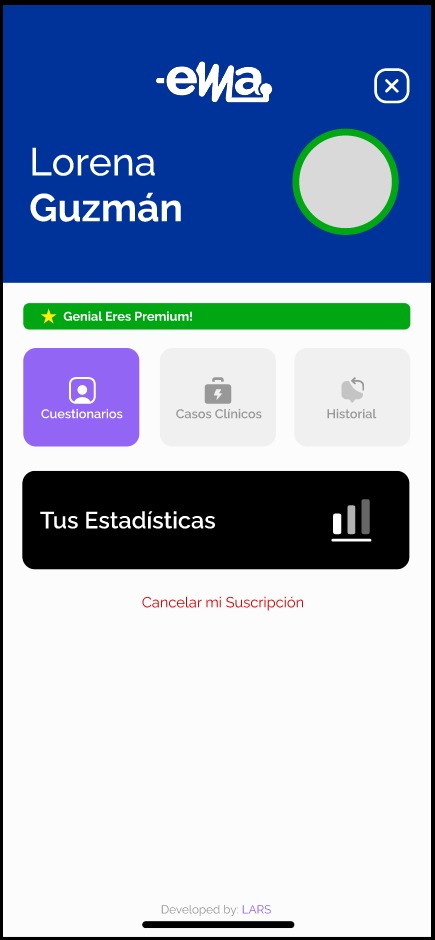 ema
Lorena
Guzmán
Genial Eres Premium!
Cuestionarios
Casos Clínicos
Historial
Tus Estadísticas
Cancelar mi Suscripción
Developed by: LARS